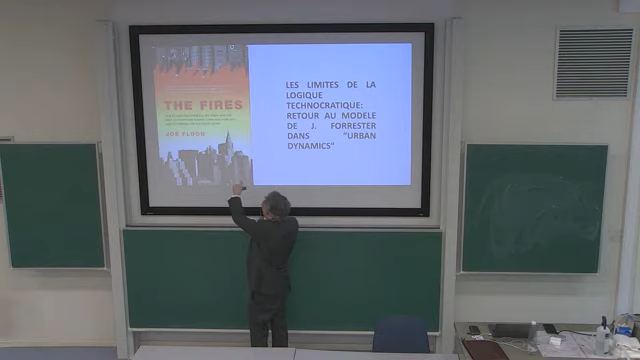 THE FIRES
JOE FLOOD
LES LIMITES DE LA
LOGIQUE
TECHNOCRATIQUE:
RETOUR AU MODELE
DE J. FORRESTER
DANS "URBAN
DYNAMICS"